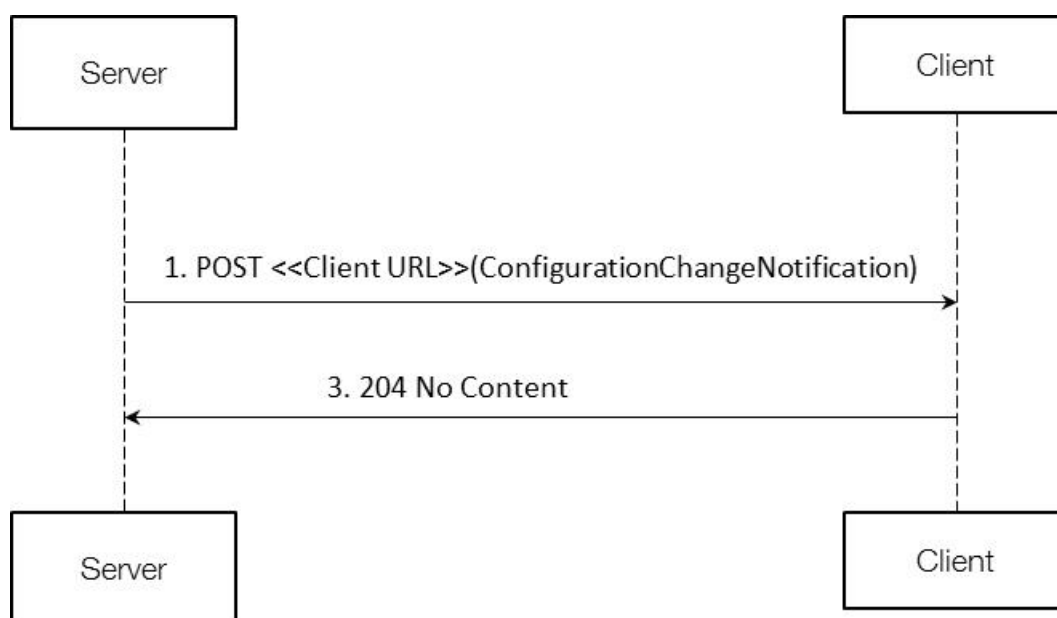 Server
Client
1. POST <<Client URL>>(ConfigurationChangeNotification)
3. 204 No Content
Server
Client